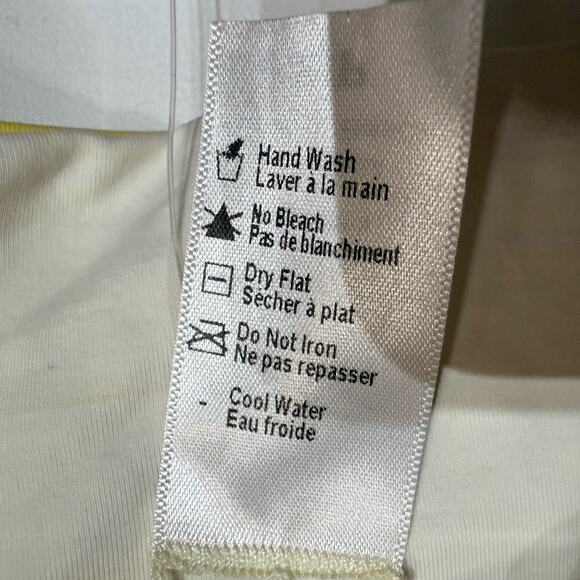 Hand Wash
Laver à la main
No Bleach
Pas de blanchiment
Dry Flat
Sécher à plat
Do Not Iron
Ne pas repasser
- Cool Water
Eau froide